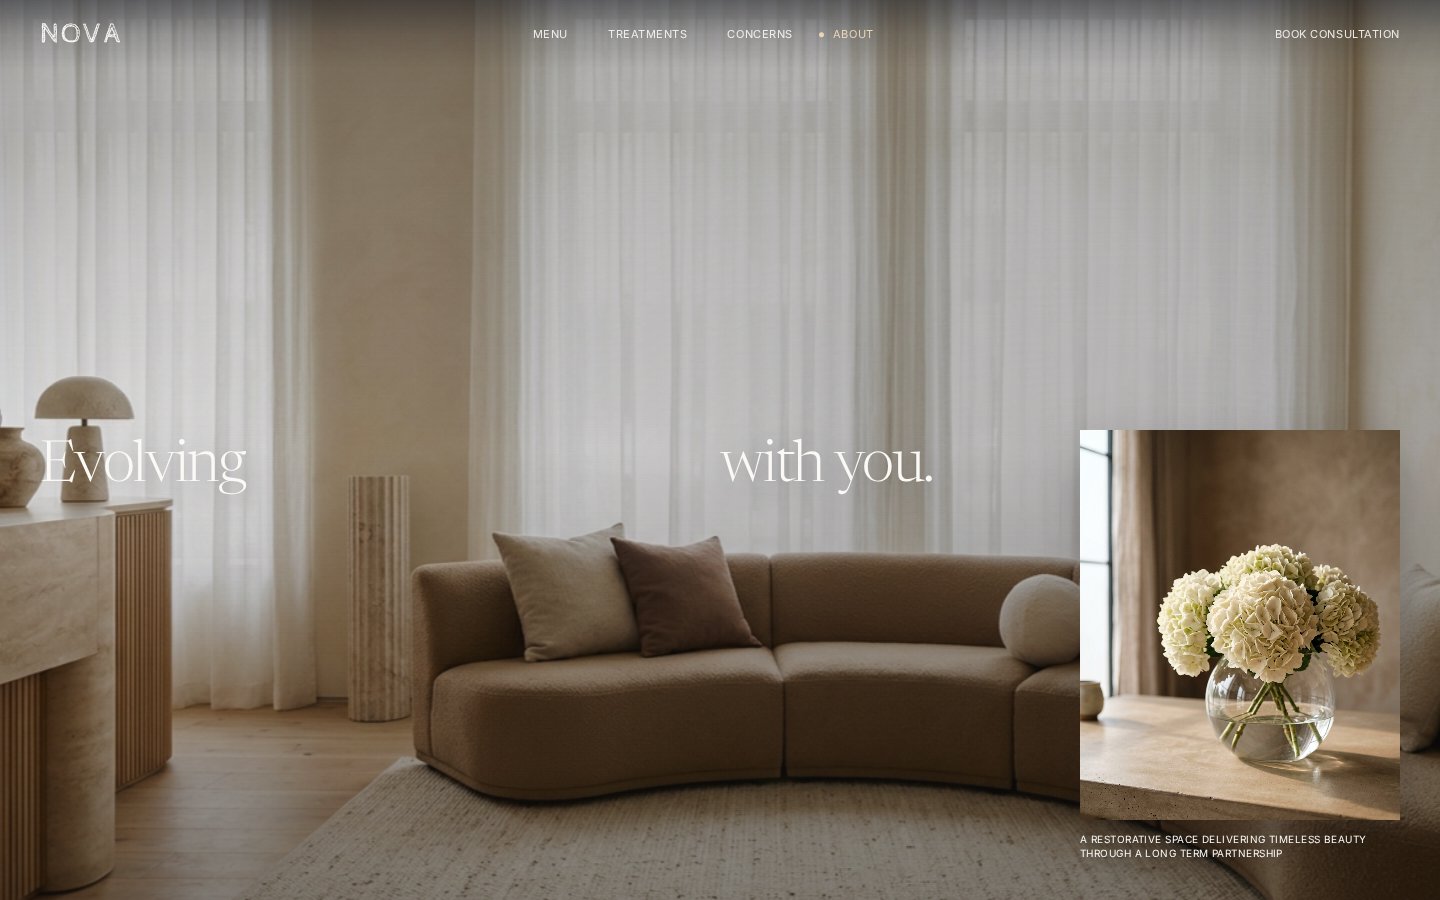 NOVA
MENU
TREATMENTS
CONCERNS
ABOUT
BOOK CONSULTATION
Evolving with you.
A RESTORATIVE SPACE DELIVERING TIMELESS BEAUTY
THROUGH A LONG TERM PARTNERSHIP